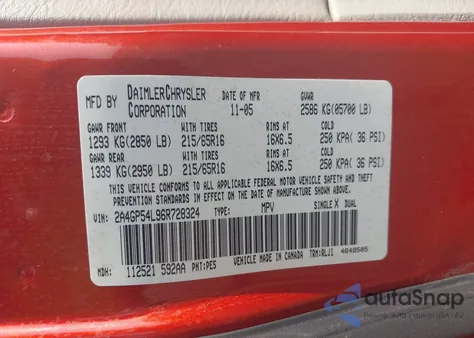 MFD BY DAIMLERCHRYSLER CORPORATION DATE OF MFR 11-05 GVWR 2586 KG(05700 LB)
GAWR FRONT WITH TIRES RIMS AT COLD
1293 KG(2850 LB) 215/65R16 16X6.5 250 KPA( 36 PSI)
GAWR REAR WITH TIRES RIMS AT COLD
1339 KG(2950 LB) 215/65R16 16X6.5 250 KPA( 36 PSI)
THIS VEHICLE CONFORMS TO ALL APPLICABLE FEDERAL MOTOR VEHICLE SAFETY AND
THEFT PREVENTION STANDARDS IN EFFECT ON THE DATE OF MANUFACTURE SHOWN ABOVE.
VIN: 2A4GP54L96R728324 TYPE: MPV SINGLE X DUAL
MDH: 112521 592AA PNT:PE5 VEHICLE MADE IN CANADA TRM:RLJ1 4648505
autoSnap